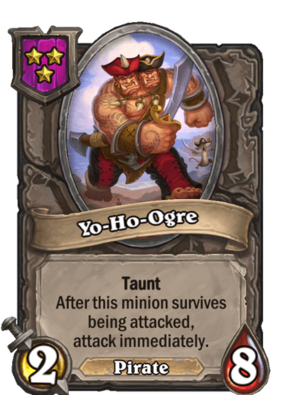 Yo-Ho-Ogre
Taunt
After this minion survives
being attacked,
attack immediately.
2
Pirate
8